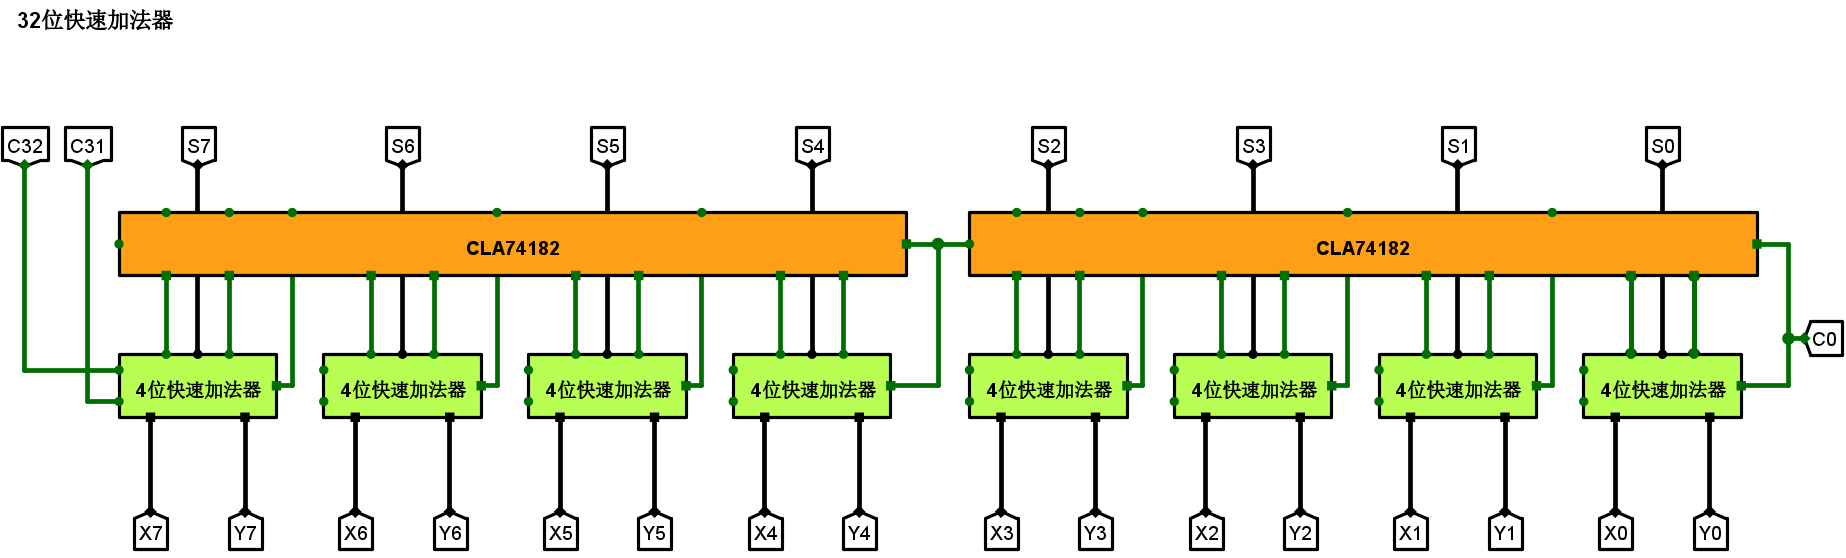 32位快速加法器
C32 C31 S7 S6 S5 S4 S2 S3 S1 S0
CLA74182 CLA74182
C0
4位快速加法器 4位快速加法器 4位快速加法器 4位快速加法器 4位快速加法器 4位快速加法器 4位快速加法器 4位快速加法器
X7 Y7 X6 Y6 X5 Y5 X4 Y4 X3 Y3 X2 Y2 X1 Y1 X0 Y0